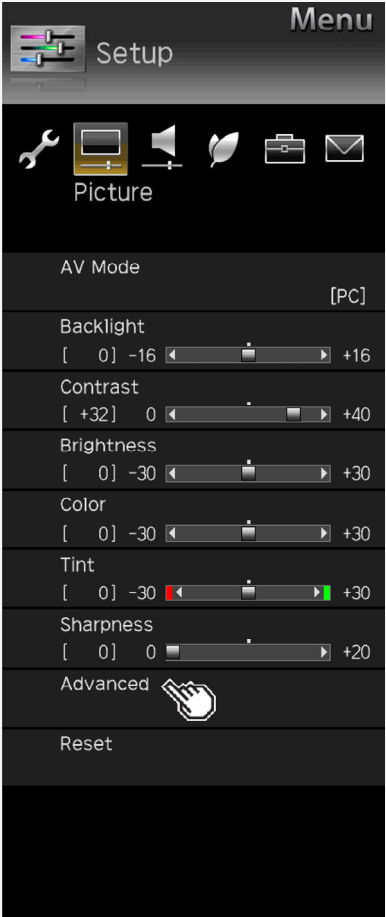 Menu
Setup
Picture
AV Mode
[PC]
Backlight
[ 0] -16 +16
Contrast
[ +32] 0 +40
Brightness
[ 0] -30 +30
Color
[ 0] -30 +30
Tint
[ 0] -30 +30
Sharpness
[ 0] 0 +20
Advanced
Reset